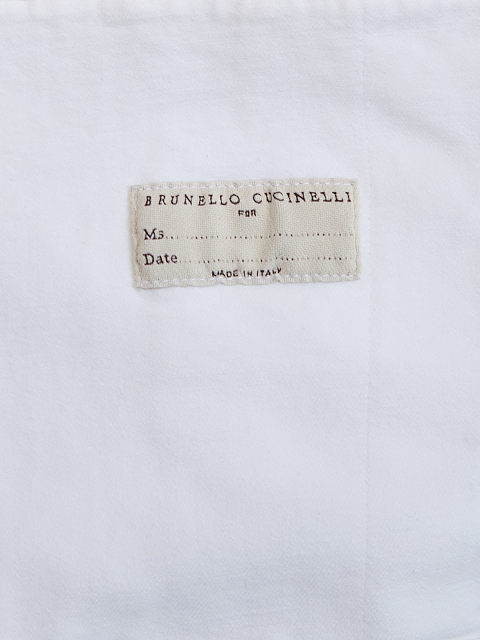 BRUNELLO CUCINELLI
FOR
Ms...............................
Date.............................
MADE IN ITALY